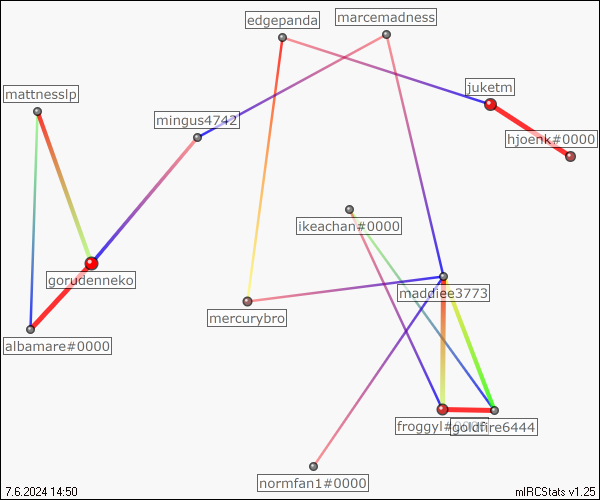 marcemadness
edgepanda
juketm
mattnesslp
mingus4742
hjoenk#0000
ikeachan#0000
gorudenneko
maddiee3773
mercurybro
albamare#0000
goldfire6444
normfan1#0000
7.6.2024 14:50
mIRCStats v1.25